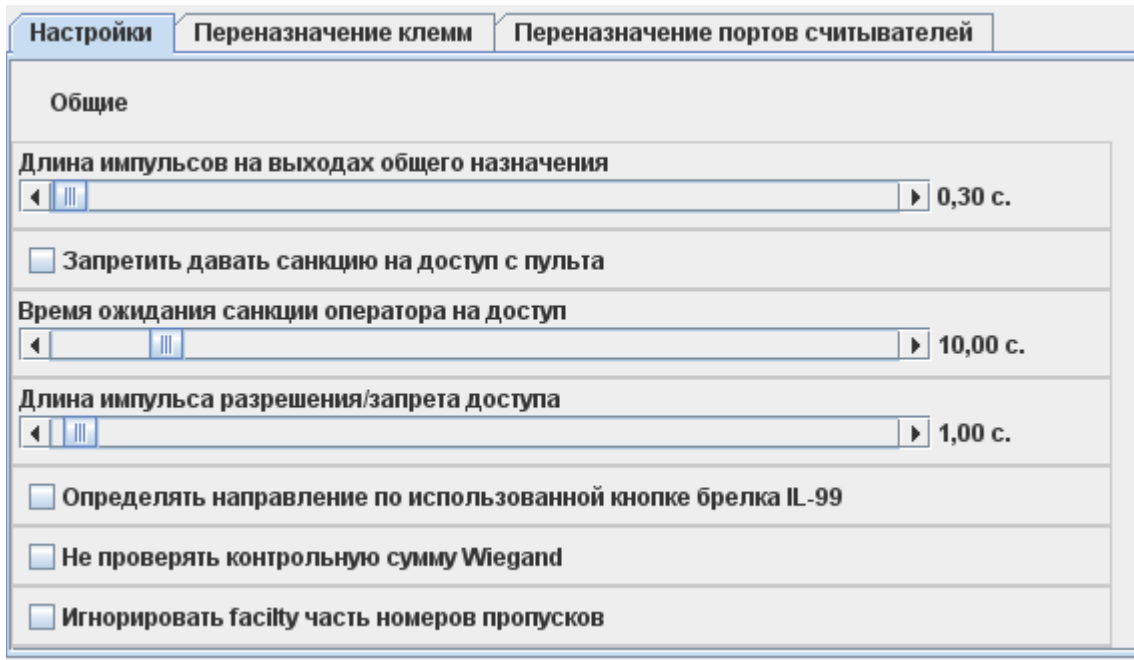 Настройки Переназначение клемм Переназначение портов считывателей
Общие
Длина импульсов на выходах общего назначения
0,30 с.
Запретить давать санкцию на доступ с пульта
Время ожидания санкции оператора на доступ
10,00 с.
Длина импульса разрешения/запрета доступа
1,00 с.
Определять направление по использованной кнопке брелка IL-99
Не проверять контрольную сумму Wiegand
Игнорировать facilty часть номеров пропусков